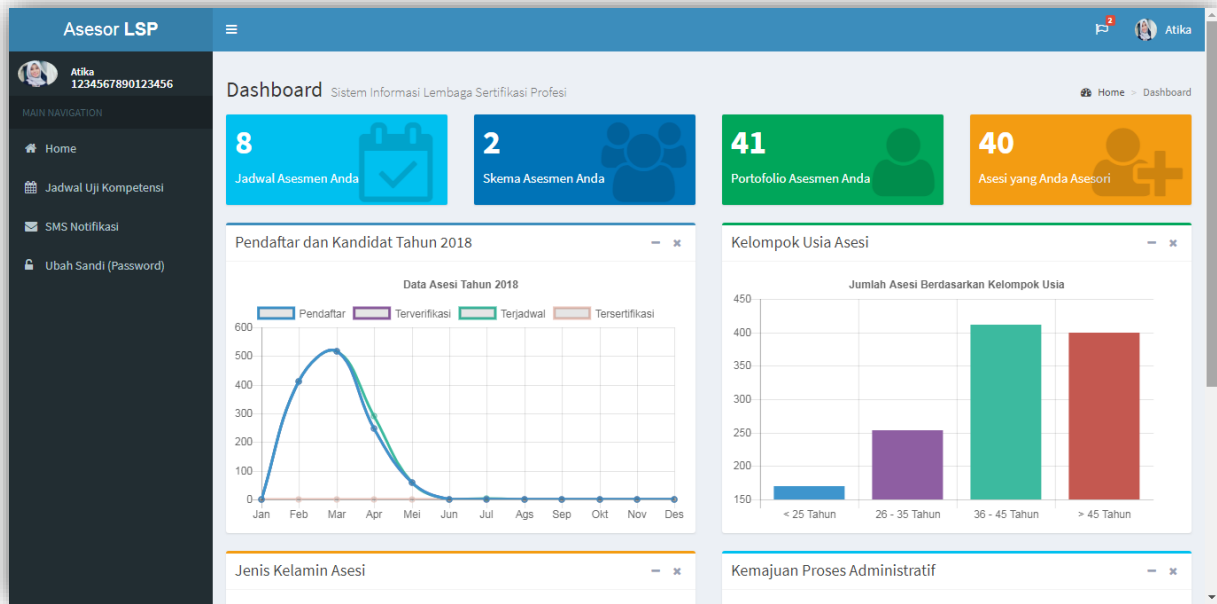 Asesor LSP
2
Atika
Atika
1234567890123456
MAIN NAVIGATION
Home
Jadwal Uji Kompetensi
SMS Notifikasi
Ubah Sandi (Password)
Dashboard Sistem Informasi Lembaga Sertifikasi Profesi
Home > Dashboard
8
Jadwal Asesmen Anda
2
Skema Asesmen Anda
41
Portofolio Asesmen Anda
40
Asesi yang Anda Asesori
Pendaftar dan Kandidat Tahun 2018
Data Asesi Tahun 2018
Pendaftar Terverifikasi Terjadwal Tersertifikasi
600
500
400
300
200
100
0
Jan Feb Mar Apr Mei Jun Jul Ags Sep Okt Nov Des
Kelompok Usia Asesi
Jumlah Asesi Berdasarkan Kelompok Usia
450
400
350
300
250
200
150
< 25 Tahun 26 - 35 Tahun 36 - 45 Tahun > 45 Tahun
Jenis Kelamin Asesi
Kemajuan Proses Administratif